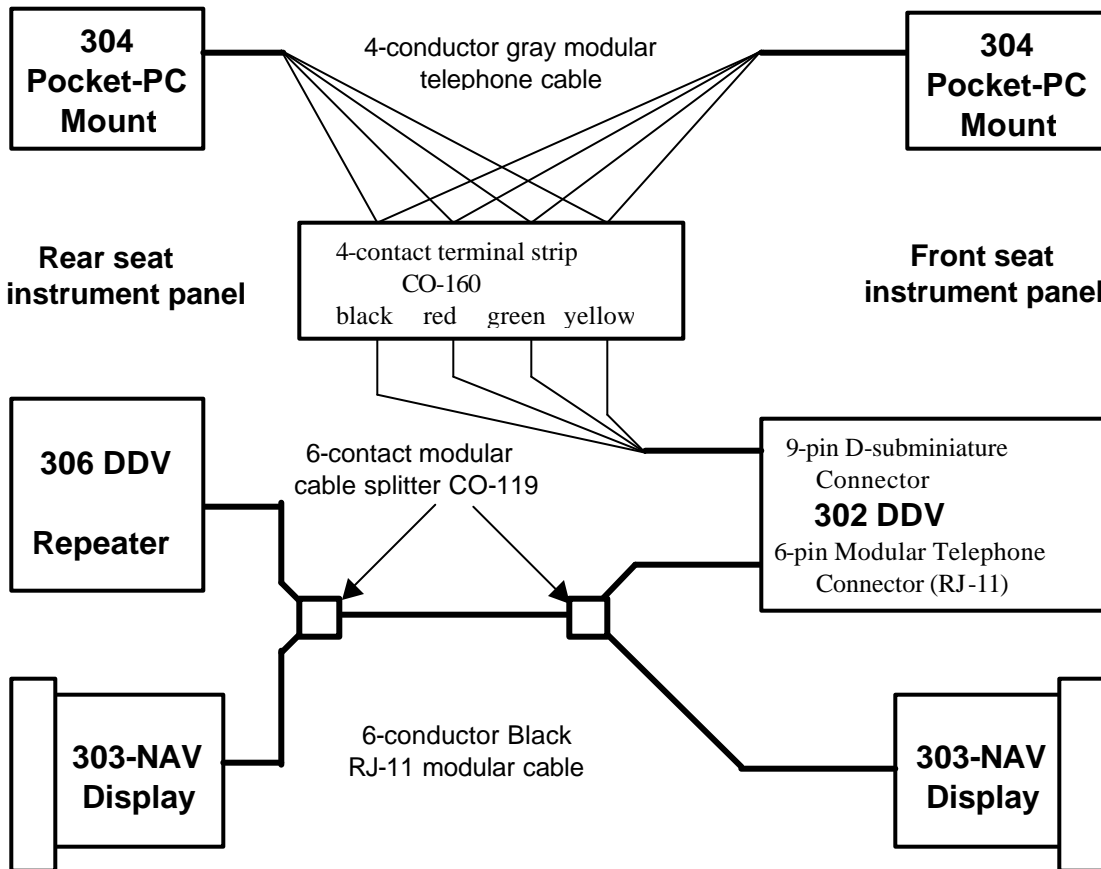 304
Pocket-PC
Mount
4-conductor gray modular
telephone cable
304
Pocket-PC
Mount
Rear seat
instrument panel
4-contact terminal strip
CO-160
black red green yellow
Front seat
instrument panel
306 DDV
Repeater
6-contact modular
cable splitter CO-119
9-pin D-subminiature
Connector
302 DDV
6-pin Modular Telephone
Connector (RJ-11)
303-NAV
Display
6-conductor Black
RJ-11 modular cable
303-NAV
Display